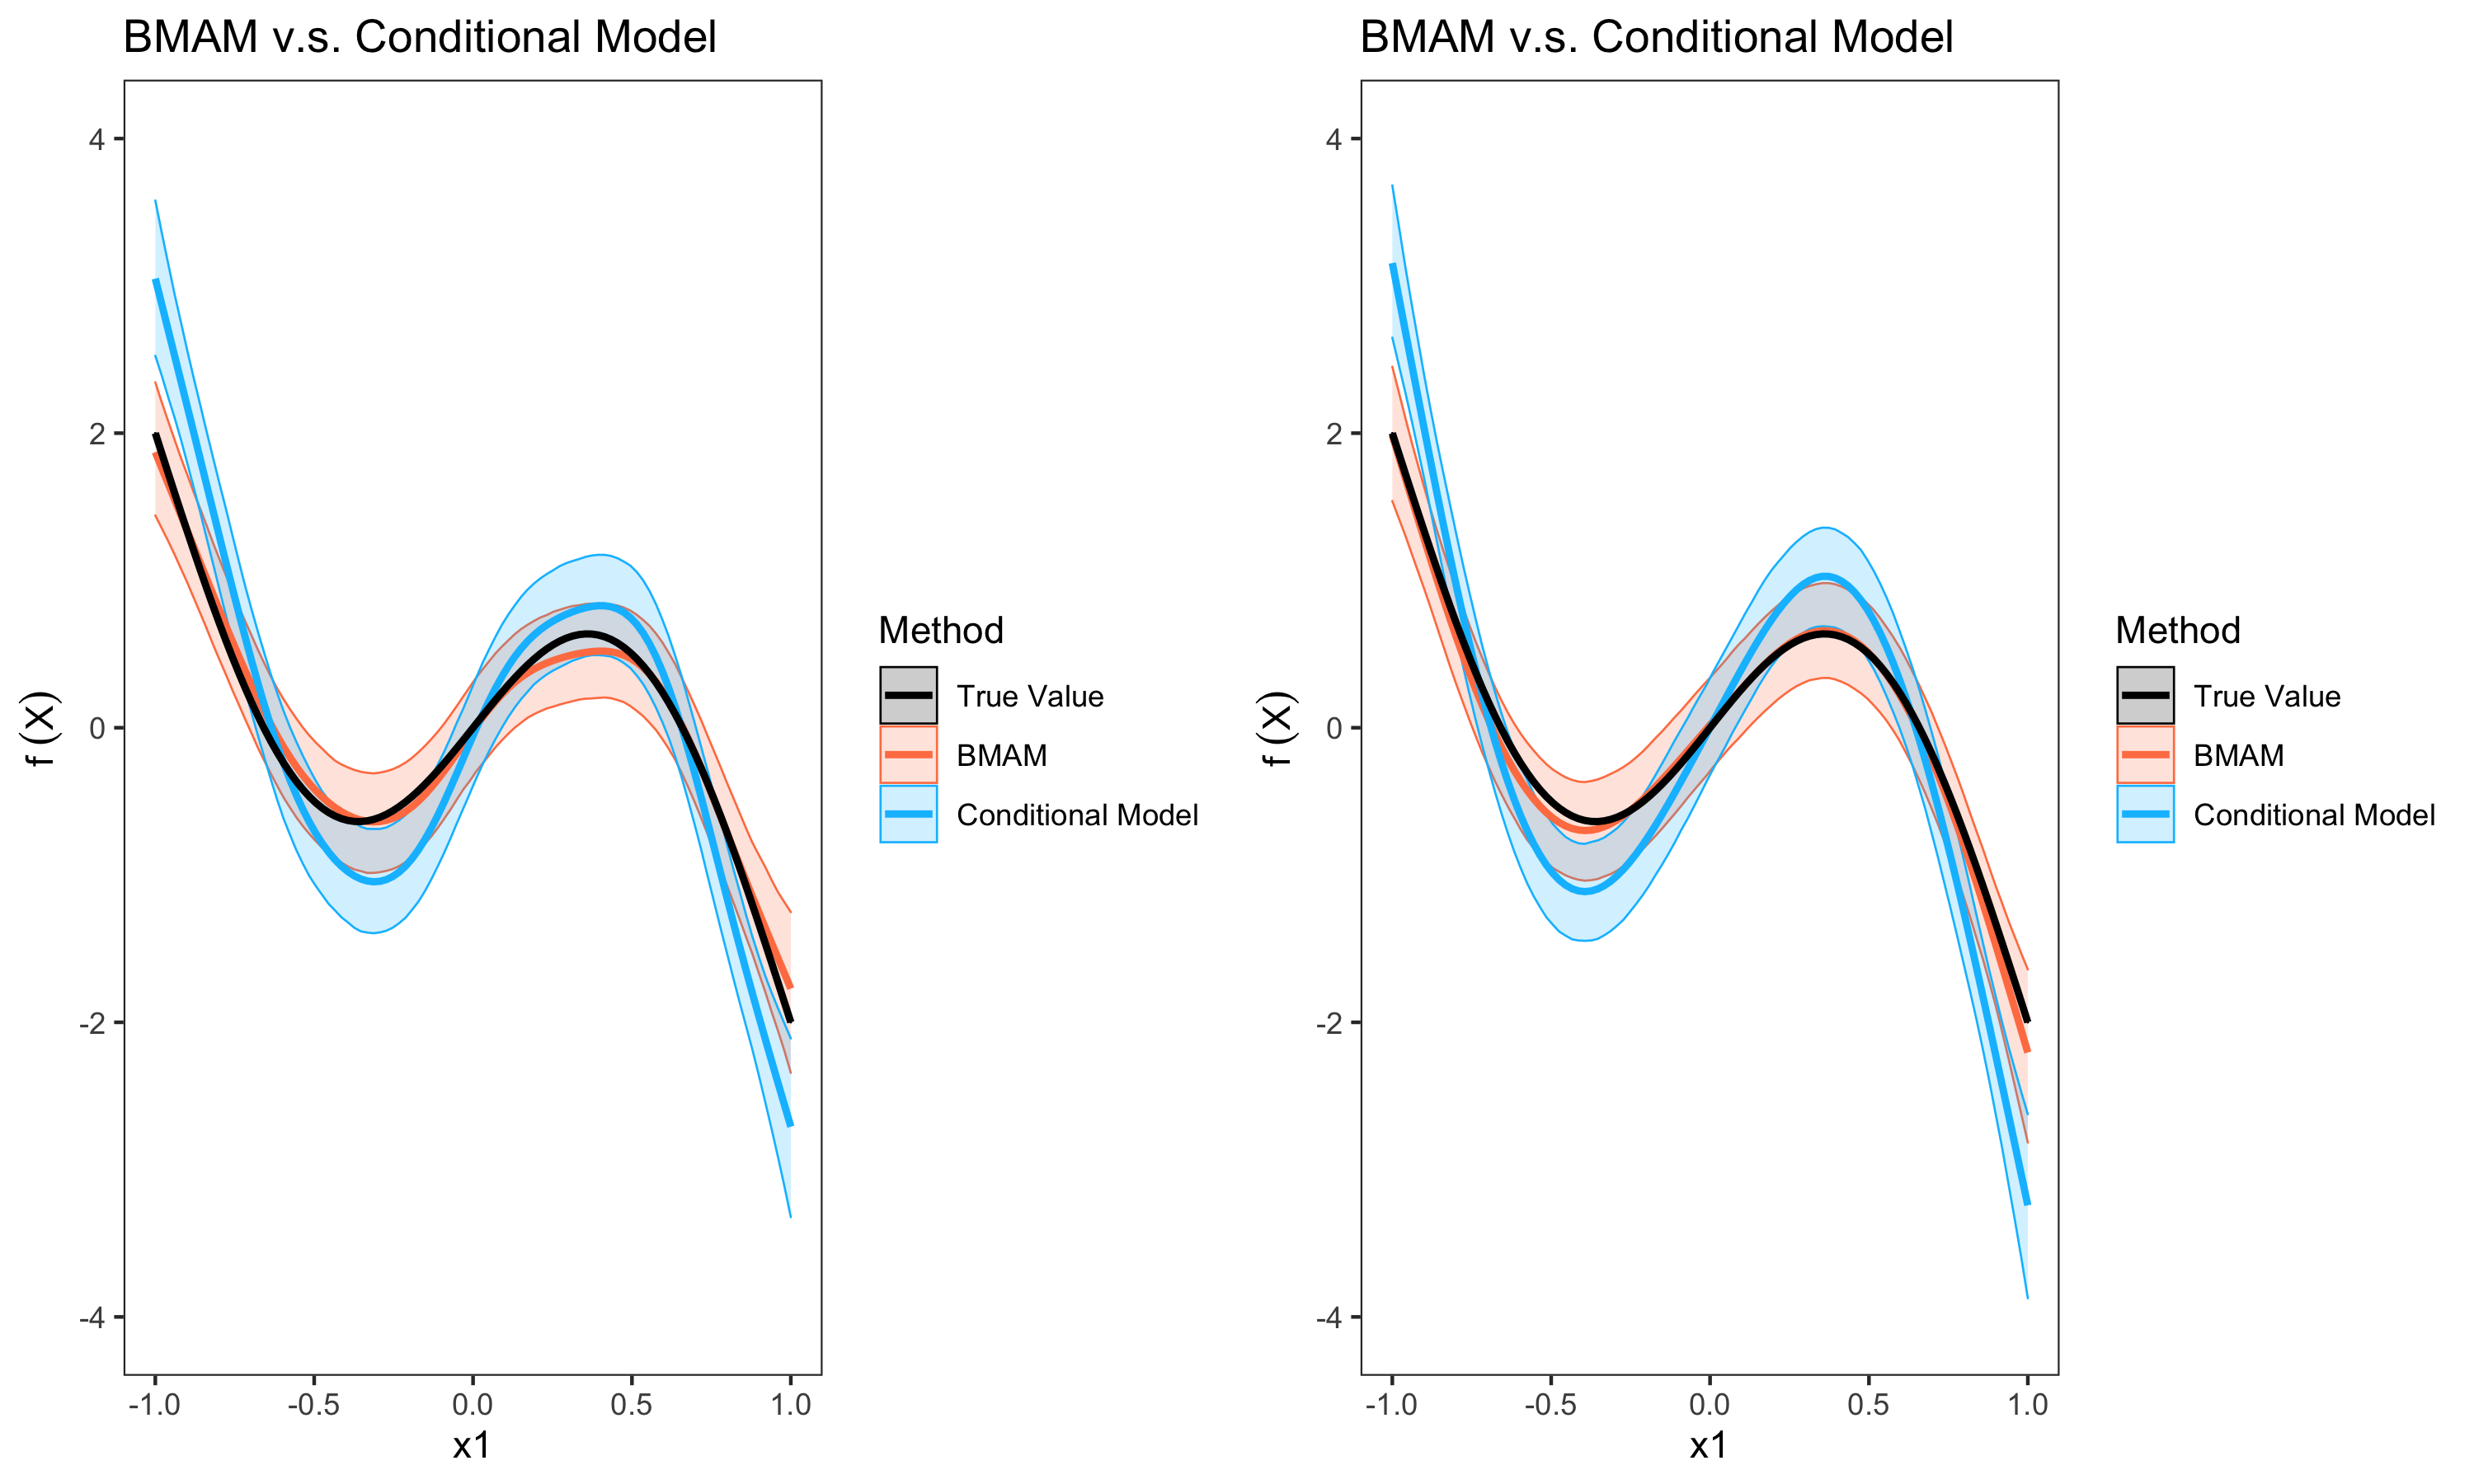 BMAM v.s. Conditional Model
4
2
0
-2
-4
f (X)
-1.0 -0.5 0.0 0.5 1.0
x1
Method
True Value
BMAM
Conditional Model
BMAM v.s. Conditional Model
4
2
0
-2
-4
f (X)
-1.0 -0.5 0.0 0.5 1.0
x1
Method
True Value
BMAM
Conditional Model